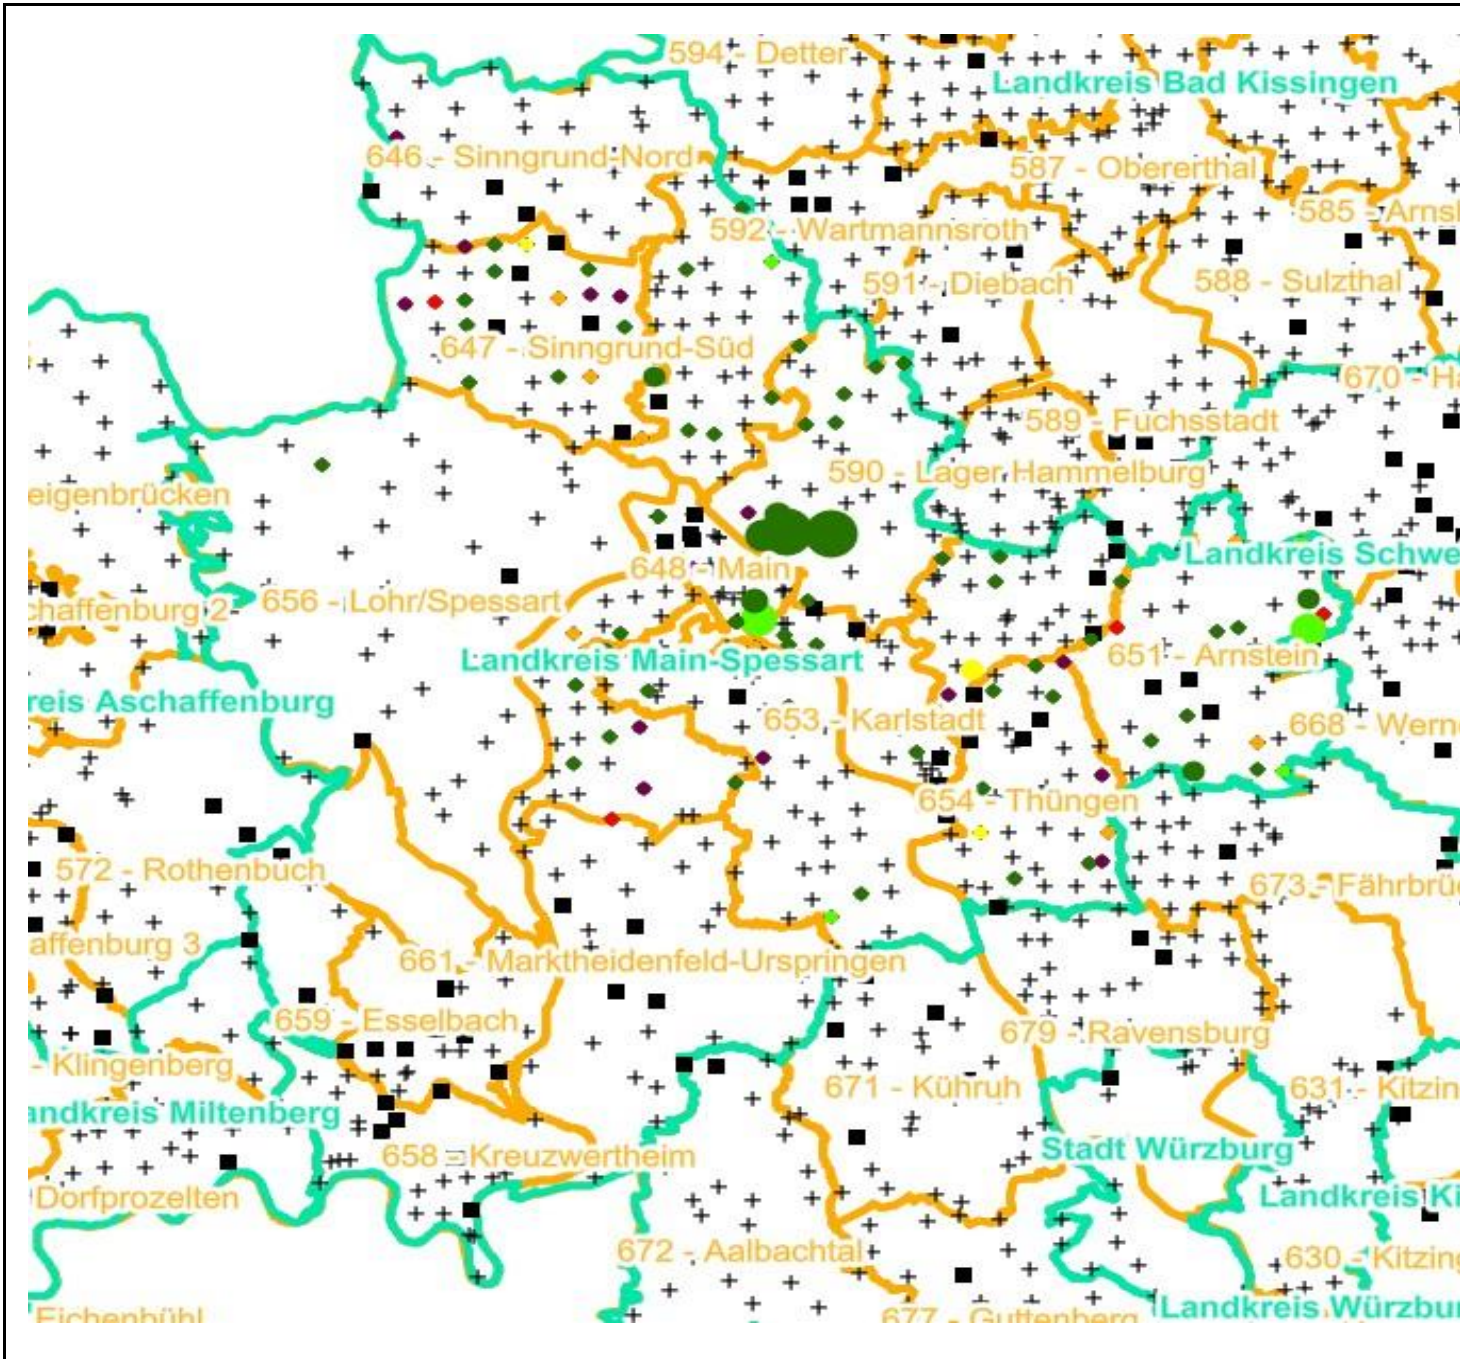 594 - Detter
Landkreis Bad Kissingen
646 - Sinngrund-Nord
587 - Obererthal
585 - Arnsl
592 - Wartmannsroth
591 - Diebach
588 - Sulzthal
647 - Sinngrund-Süd
670 - Ha
589 - Fuchsstadt
590 - Lager Hammelburg
eigenbrücken
Landkreis Schwe
648 - Main
656 - Lohr/Spessart
chaffenburg 2
Landkreis Main-Spessart
651 - Arnstein
reis Aschaffenburg
653 - Karlstadt
668 - Werne
654 - Thüngen
572 - Rothenbuch
673 - Fährbrüc
affenburg 3
661 - Marktheidenfeld-Urspringen
659 - Esselbach
679 - Ravensburg
- Klingenberg
671 - Kühruh
631 - Kitzin
andkreis Miltenberg
Stadt Würzburg
658 - Kreuzwertheim
Dorfprozelten
Landkreis Ki
672 - Aalbachtal
630 - Kitzing
Eichenbühl
677 - Guttenberg
Landkreis Würzbur